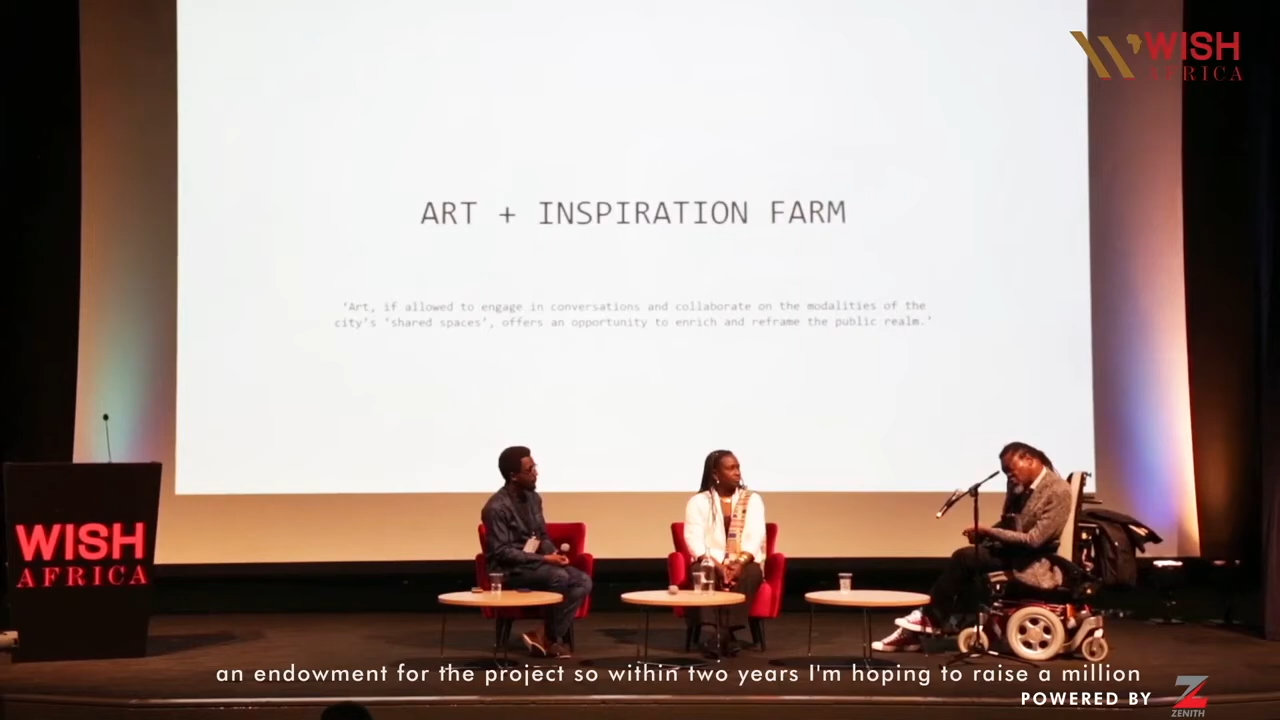 WISH
AFRICA
ART + INSPIRATION FARM
'Art, if allowed to engage in conversations and collaborate on the modalities of the
city's 'shared spaces', offers an opportunity to enrich and reframe the public realm.'
WISH
AFRICA
an endowment for the project so within two years I'm hoping to raise a million
POWERED BY
ZENITH